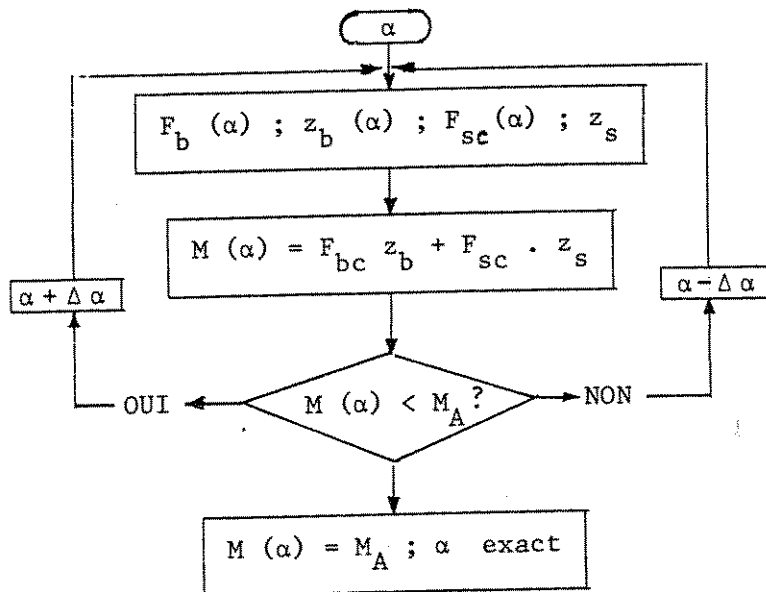 α
F_b (α) ; z_b (α) ; F_sc (α) ; z_s
M (α) = F_bc z_b + F_sc . z_s
α + Δ α
α - Δ α
OUI
M (α) < M_A ?
NON
M (α) = M_A ; α exact